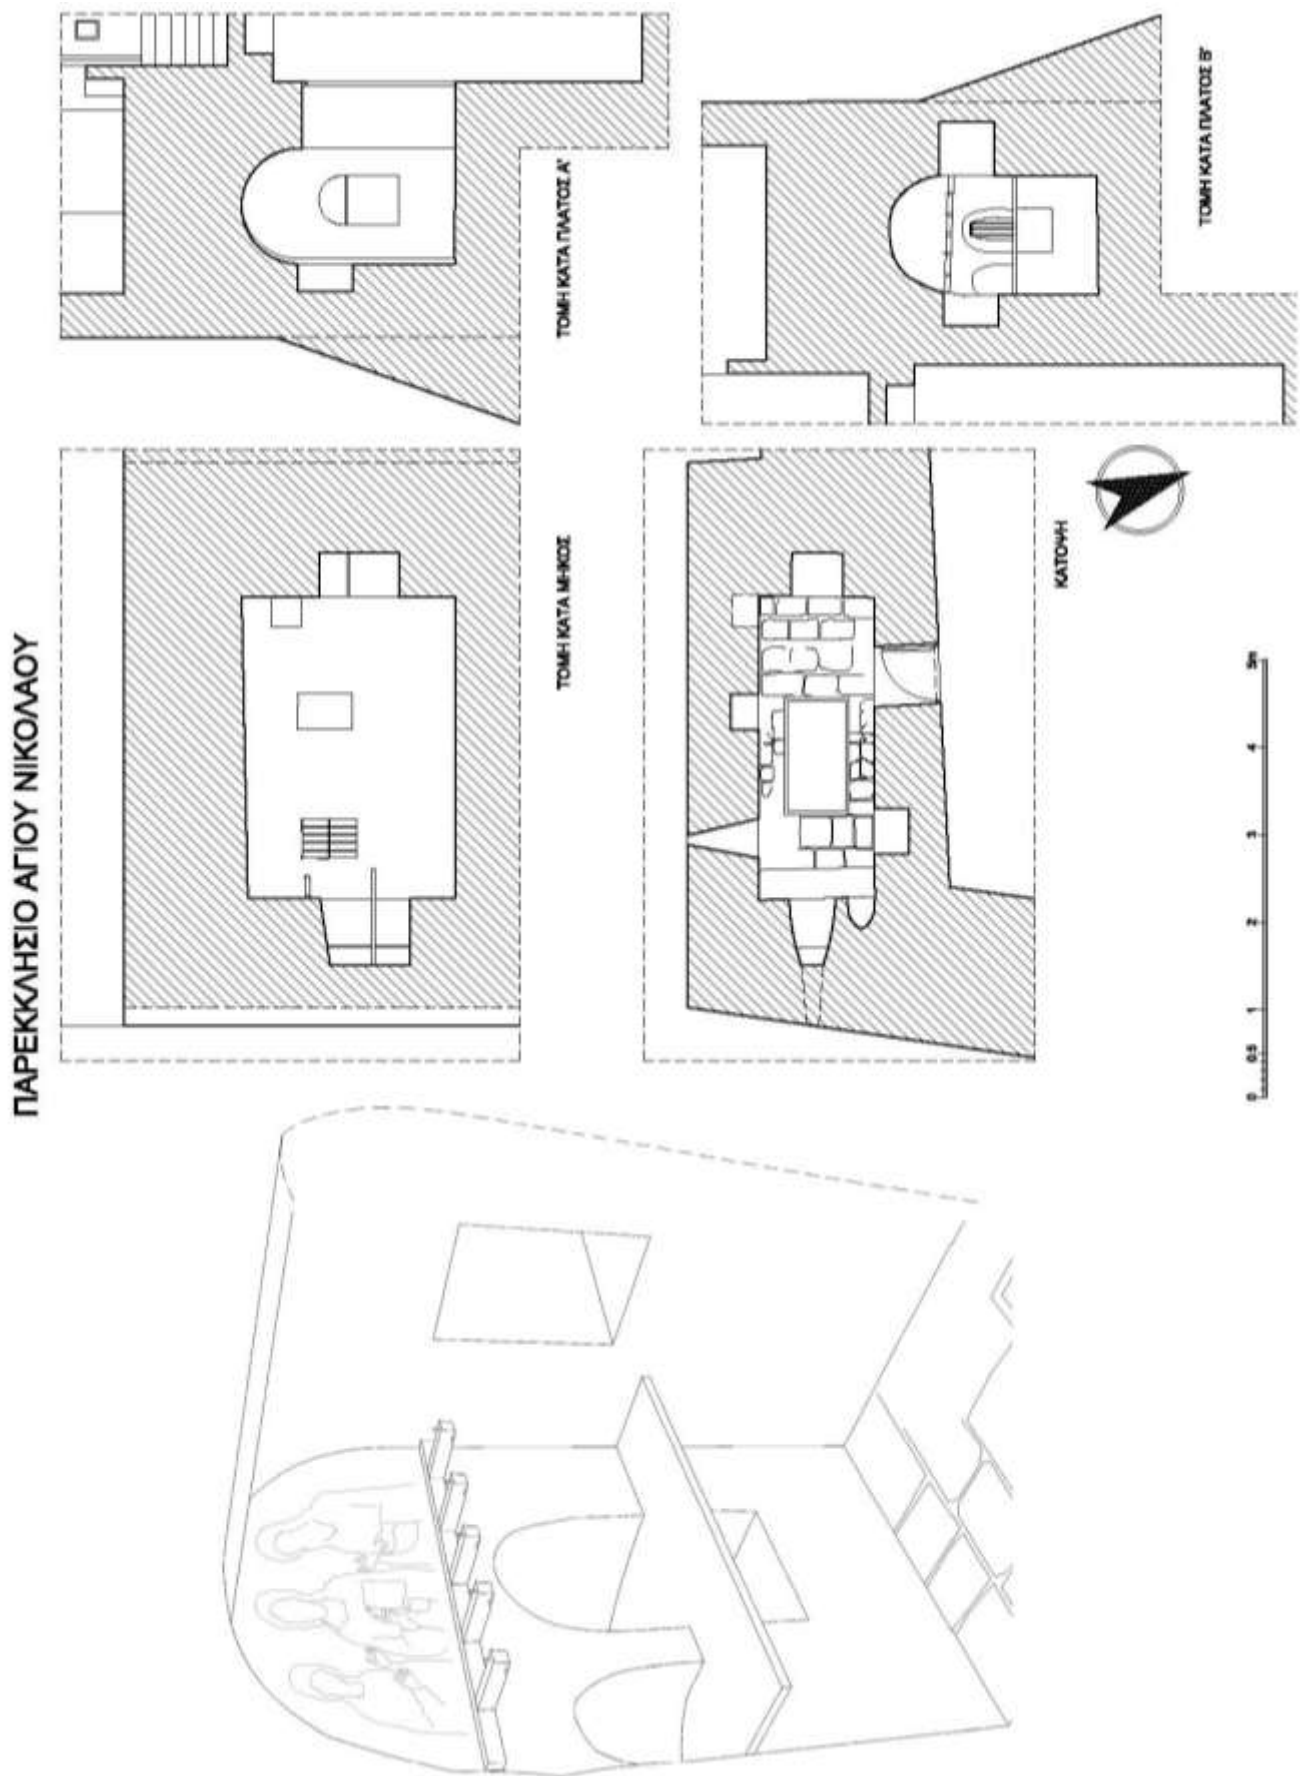 ΠΑΡΕΚΚΛΗΣΙΟ ΑΓΙΟΥ ΝΙΚΟΛΑΟΥ
ΤΟΜΗ ΚΑΤΑ ΜΗΚΟΣ
ΤΟΜΗ ΚΑΤΑ ΠΛΑΤΟΣ Α'
ΚΑΤΟΨΗ
ΤΟΜΗ ΚΑΤΑ ΠΛΑΤΟΣ Β'
0 0.5 1 2 3 4 5m